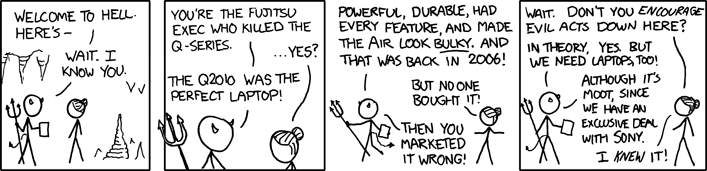 WELCOME TO HELL.
HERE'S–
WAIT. I
KNOW YOU.
YOU'RE THE FUJITSU
EXEC WHO KILLED THE
Q-SERIES.
...YES?
THE Q2010 WAS THE
PERFECT LAPTOP!
POWERFUL, DURABLE, HAD
EVERY FEATURE, AND MADE
THE AIR LOOK BULKY. AND
THAT WAS BACK IN 2006!
BUT NO ONE
BOUGHT IT!
THEN YOU
MARKETED
IT WRONG!
WAIT. DON'T YOU ENCOURAGE
EVIL ACTS DOWN HERE?
IN THEORY, YES. BUT
WE NEED LAPTOPS, TOO!
ALTHOUGH IT'S
MOOT, SINCE
WE HAVE AN
EXCLUSIVE DEAL
WITH SONY.
I KNEW IT!